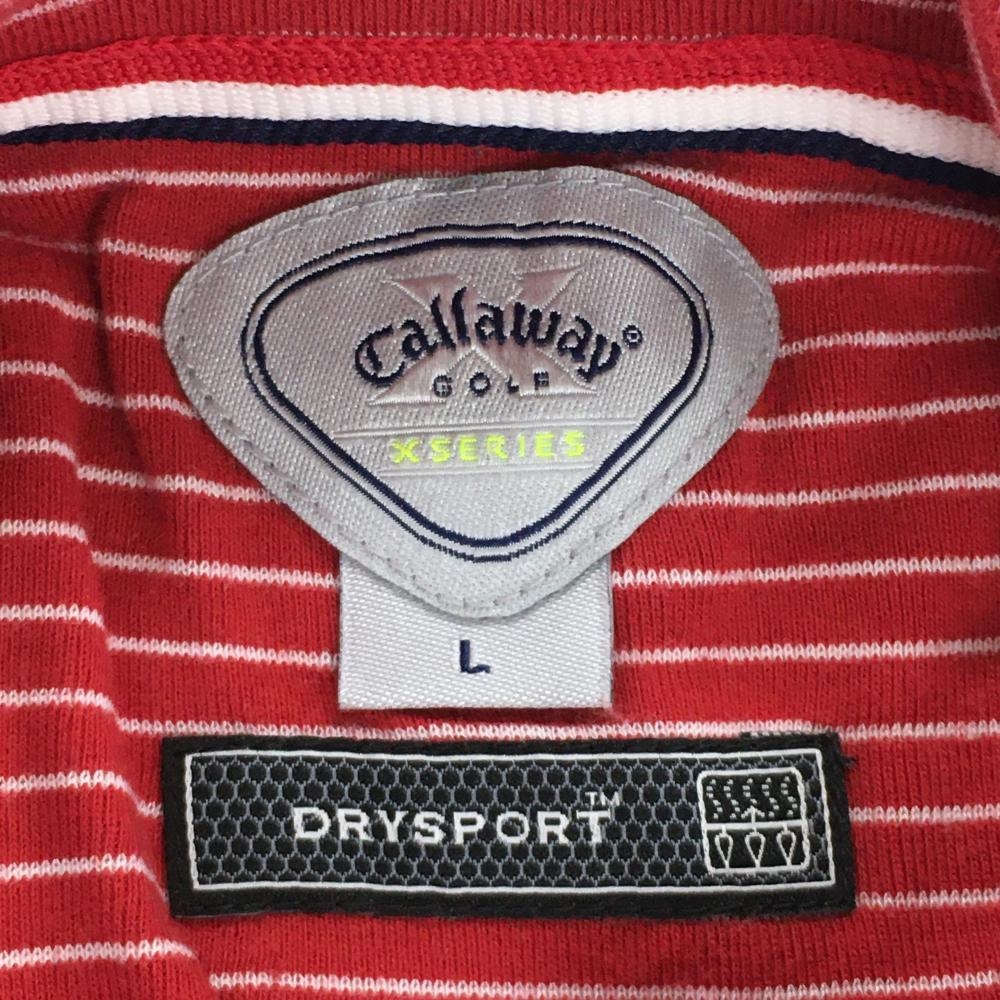 Callaway®
GOLF
XSERIES
L
DRYSPORT™